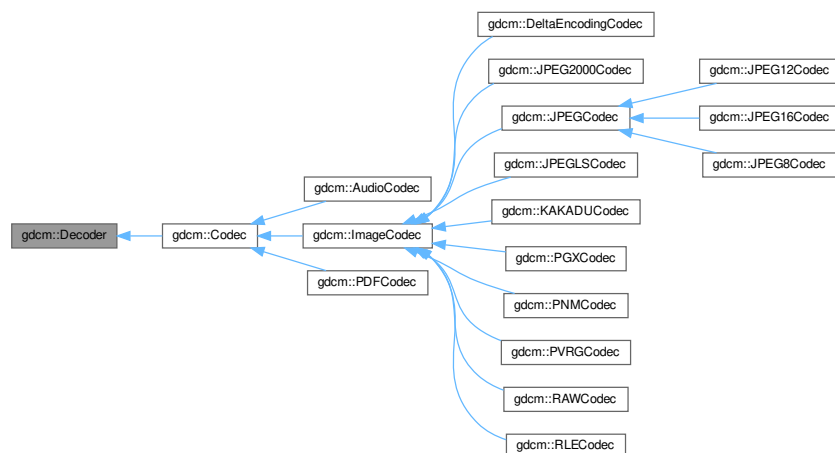 gdcm::DeltaEncodingCodec
gdcm::JPEG2000Codec
gdcm::JPEG12Codec
gdcm::JPEGCodec
gdcm::JPEG16Codec
gdcm::JPEGLSCodec
gdcm::JPEG8Codec
gdcm::AudioCodec
gdcm::KAKADUCodec
gdcm::Decoder
gdcm::Codec
gdcm::ImageCodec
gdcm::PGXCodec
gdcm::PDFCodec
gdcm::PNMCodec
gdcm::PVRGCodec
gdcm::RAWCodec
gdcm::RLECodec